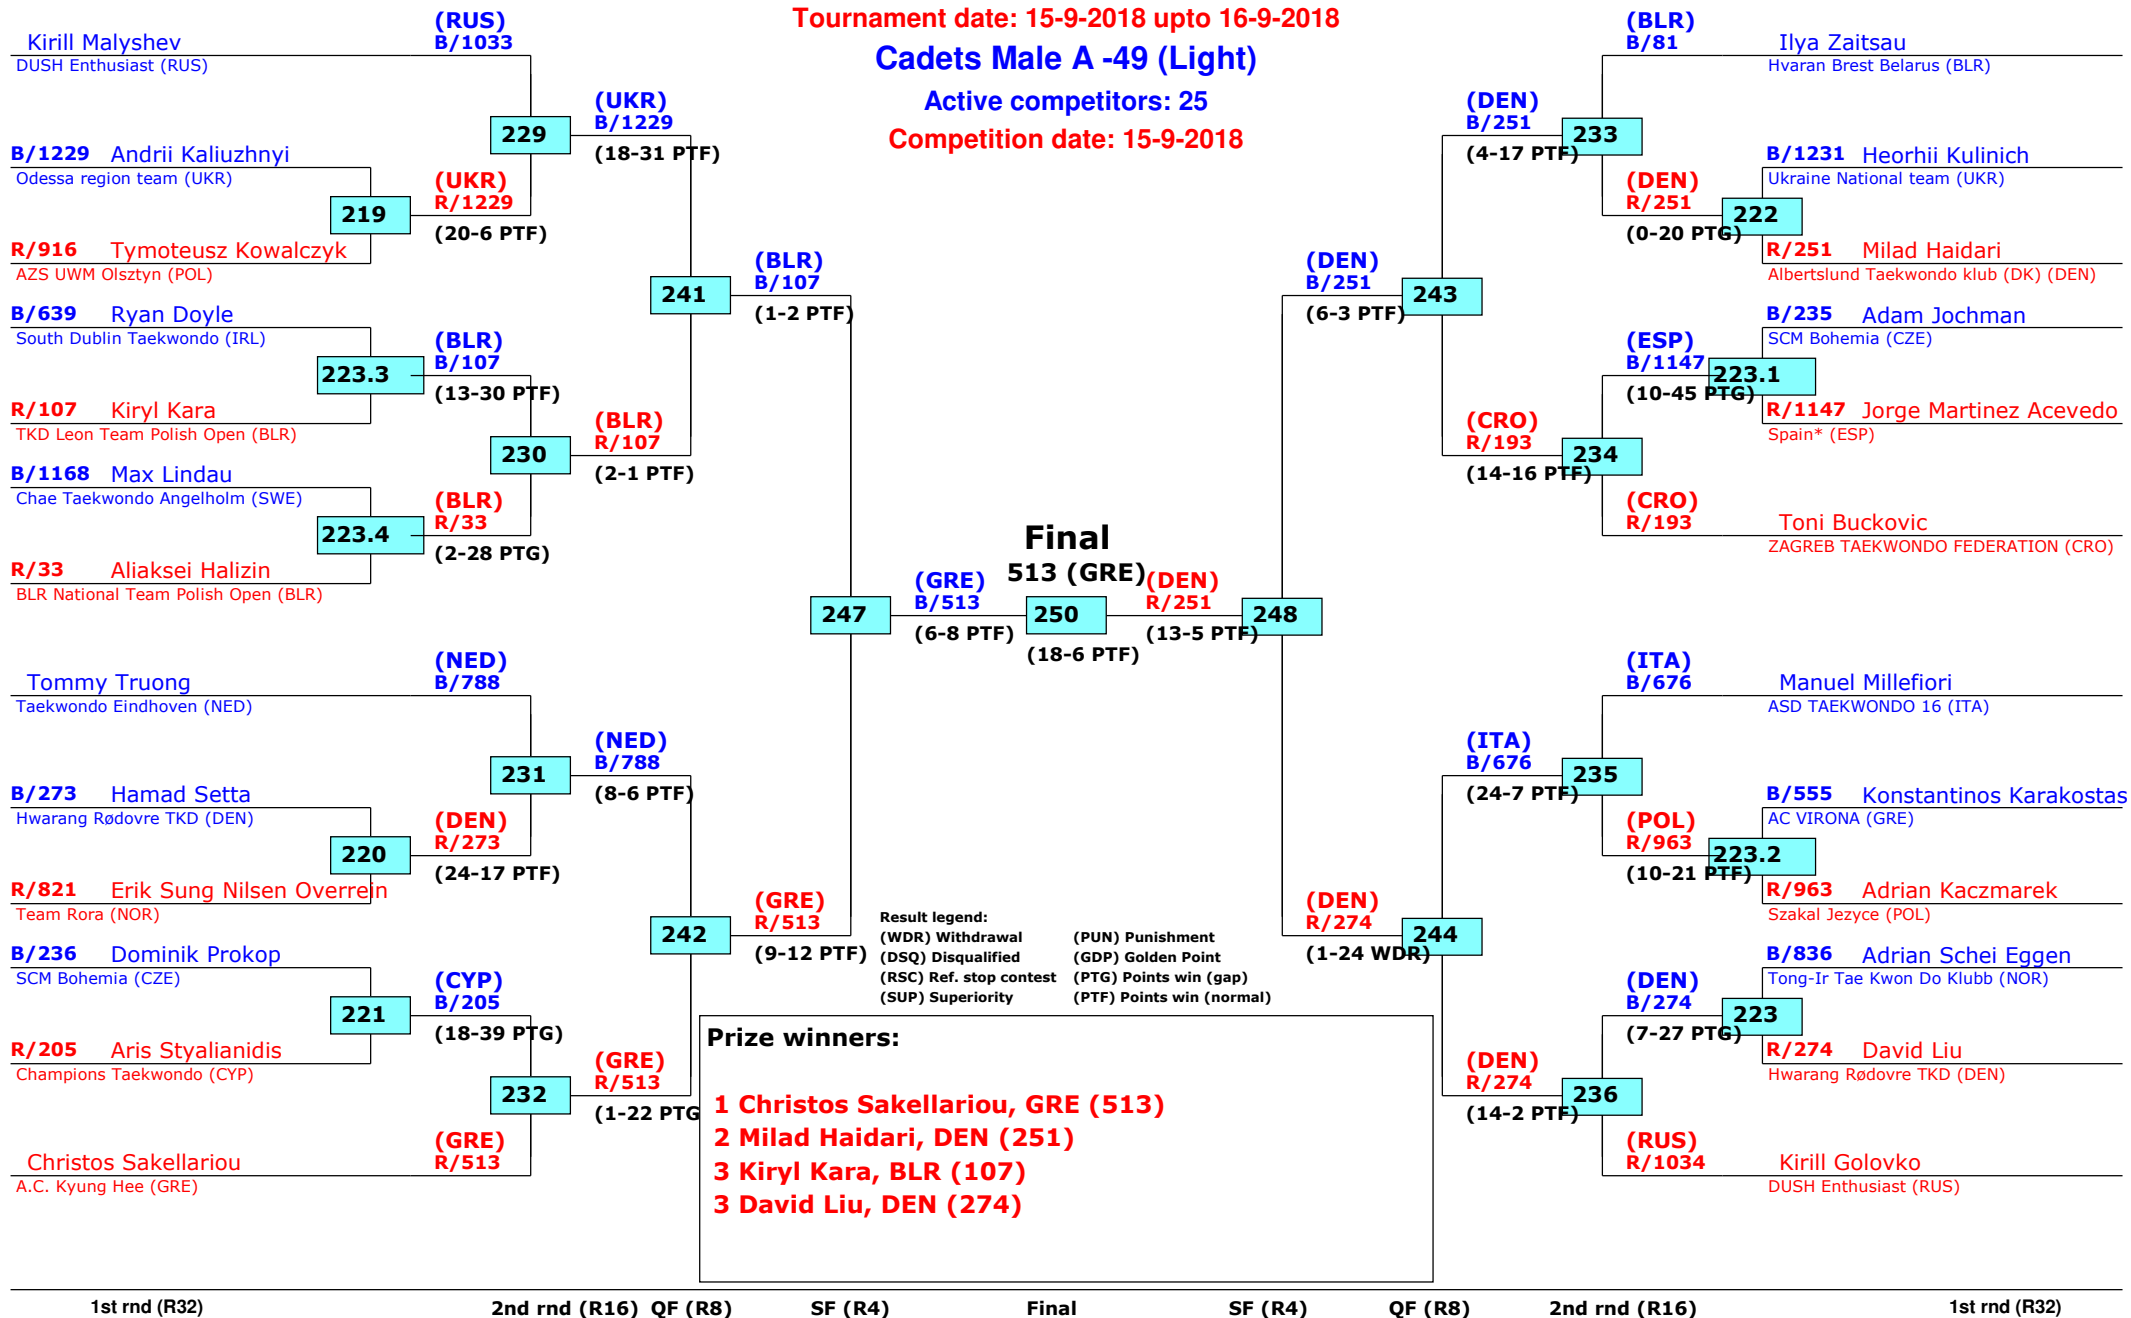 Tournament date: 15-9-2018 upto 16-9-2018
Cadets Male A -49 (Light)
Active competitors: 25
Competition date: 15-9-2018
Kirill Malyshev
DUSH Enthusiast (RUS)
(RUS)
B/1033
B/1229 Andrii Kaliuzhnyi
Odessa region team (UKR)
219
R/916 Tymoteusz Kowalczyk
AZS UWM Olsztyn (POL)
(UKR)
R/1229
(20-6 PTF)
229
(UKR)
B/1229
(18-31 PTF)
B/639 Ryan Doyle
South Dublin Taekwondo (IRL)
223.3
R/107 Kiryl Kara
TKD Leon Team Polish Open (BLR)
(BLR)
B/107
(13-30 PTF)
B/1168 Max Lindau
Chae Taekwondo Angelholm (SWE)
223.4
R/33 Aliaksei Halizin
BLR National Team Polish Open (BLR)
(BLR)
R/33
(2-28 PTG)
230
(BLR)
R/107
(2-1 PTF)
241
(BLR)
B/107
(1-2 PTF)
Tommy Truong
Taekwondo Eindhoven (NED)
(NED)
B/788
B/273 Hamad Setta
Hwarang Rødovre TKD (DEN)
220
R/821 Erik Sung Nilsen Overrein
Team Rora (NOR)
(DEN)
R/273
(24-17 PTF)
231
(NED)
B/788
(8-6 PTF)
B/236 Dominik Prokop
SCM Bohemia (CZE)
221
R/205 Aris Styalianidis
Champions Taekwondo (CYP)
(CYP)
B/205
(18-39 PTG)
Christos Sakellariou
A.C. Kyung Hee (GRE)
(GRE)
R/513
232
(GRE)
R/513
(1-22 PTG
242
(GRE)
R/513
(9-12 PTF)
247
(GRE)
B/513
(6-8 PTF)
Final
513 (GRE)
250
(18-6 PTF)
(DEN)
R/251
(13-5 PTF)
248
(DEN)
B/251
(6-3 PTF)
243
(DEN)
B/251
(4-17 PTF)
233
(BLR)
B/81
Ilya Zaitsau
Hvaran Brest Belarus (BLR)
(DEN)
R/251
(0-20 PTG)
222
B/1231 Heorhii Kulinich
Ukraine National team (UKR)
R/251 Milad Haidari
Albertslund Taekwondo klub (DK) (DEN)
(CRO)
R/193
(14-16 PTF)
234
(ESP)
B/1147
(10-45 PTG)
223.1
B/235 Adam Jochman
SCM Bohemia (CZE)
R/1147 Jorge Martinez Acevedo
Spain* (ESP)
(CRO)
R/193
Toni Buckovic
ZAGREB TAEKWONDO FEDERATION (CRO)
(DEN)
R/274
(1-24 WDR)
244
(ITA)
B/676
(24-7 PTF)
235
(ITA)
B/676
Manuel Millefiori
ASD TAEKWONDO 16 (ITA)
(POL)
R/963
(10-21 PTF)
223.2
B/555 Konstantinos Karakostas
AC VIRONA (GRE)
R/963 Adrian Kaczmarek
Szakal Jezyce (POL)
(DEN)
R/274
(14-2 PTF)
236
(DEN)
B/274
(7-27 PTG)
223
B/836 Adrian Schei Eggen
Tong-Ir Tae Kwon Do Klubb (NOR)
R/274 David Liu
Hwarang Rødovre TKD (DEN)
(RUS)
R/1034
Kirill Golovko
DUSH Enthusiast (RUS)
Result legend:
(WDR) Withdrawal (PUN) Punishment
(DSQ) Disqualified (GDP) Golden Point
(RSC) Ref. stop contest (PTG) Points win (gap)
(SUP) Superiority (PTF) Points win (normal)
Prize winners:
1 Christos Sakellariou, GRE (513)
2 Milad Haidari, DEN (251)
3 Kiryl Kara, BLR (107)
3 David Liu, DEN (274)
1st rnd (R32) 2nd rnd (R16) QF (R8) SF (R4) Final SF (R4) QF (R8) 2nd rnd (R16) 1st rnd (R32)